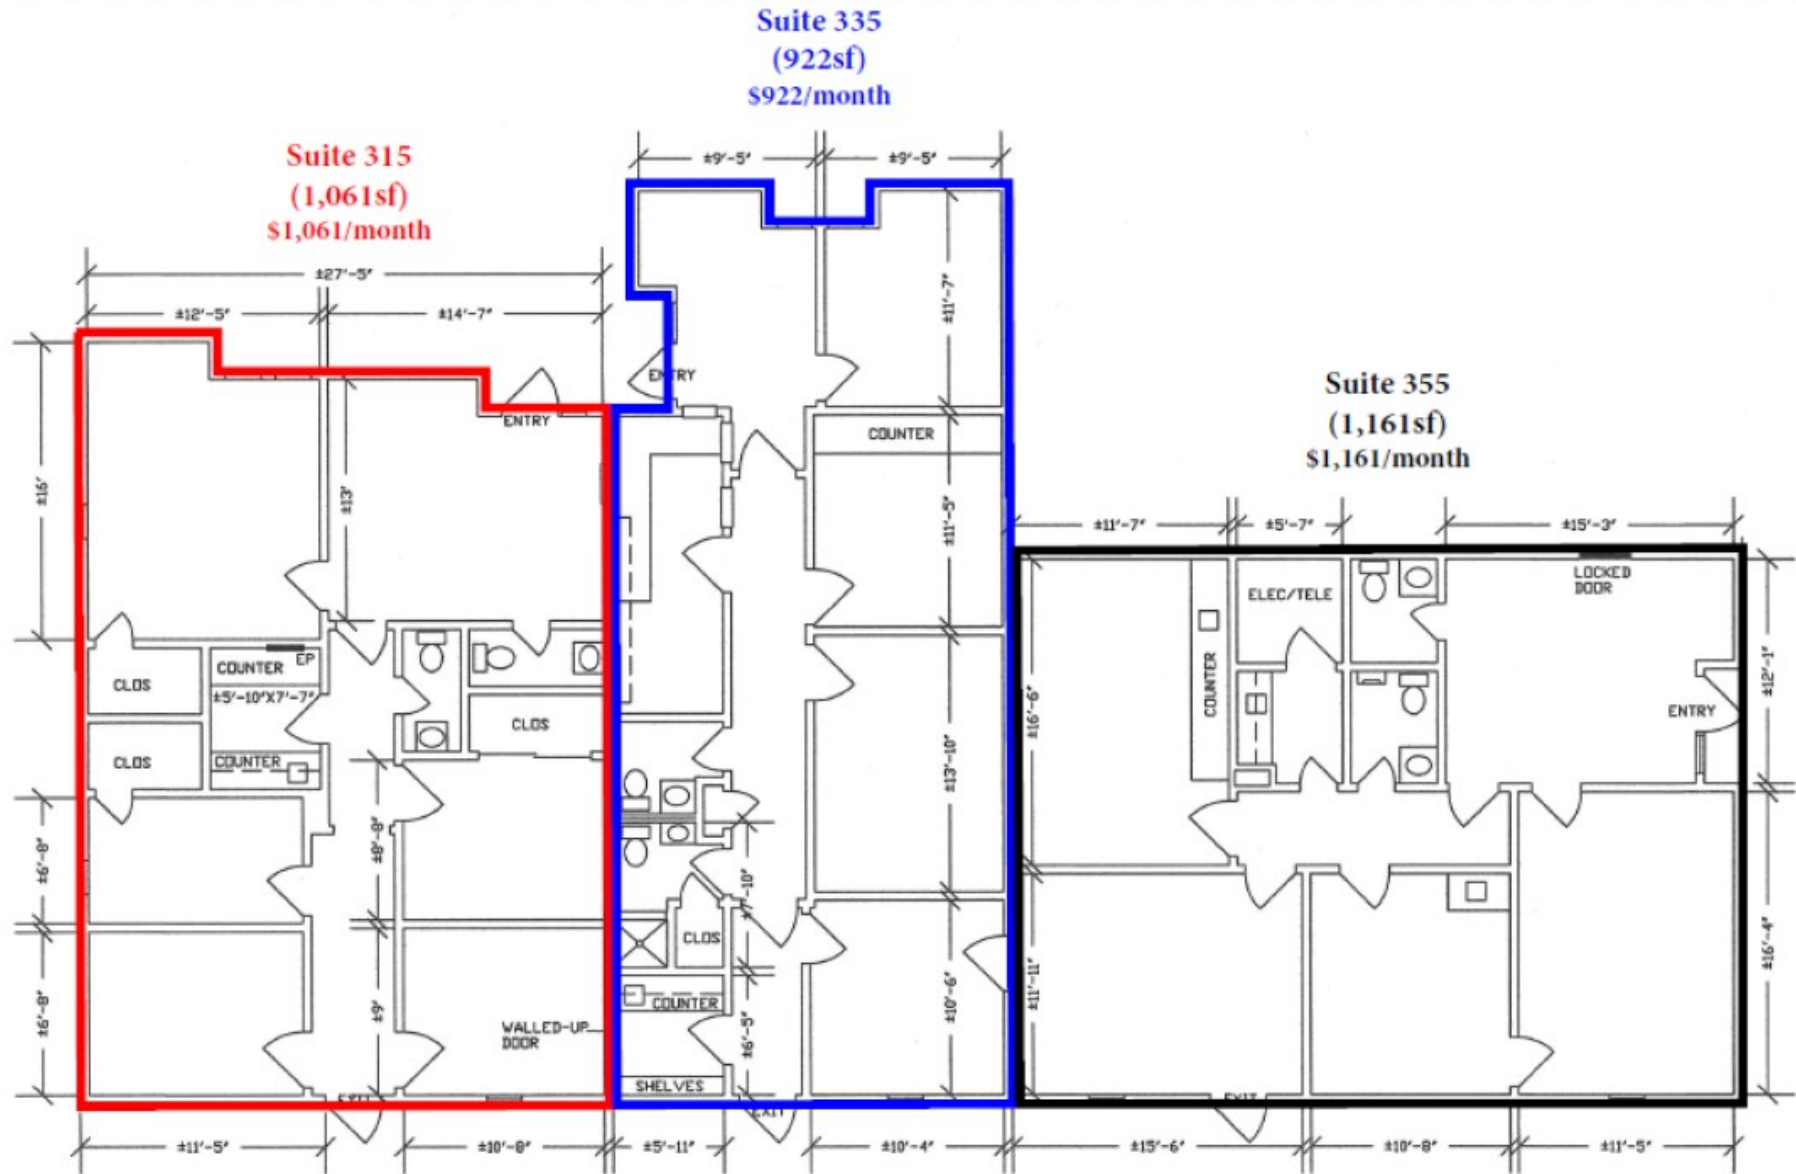 Suite 335
(922sf)
$922/month
Suite 315
(1,061sf)
$1,061/month
±9'-5"
±9'-5"
±27'-5"
±12'-5"
±14'-7"
±11'-7"
ENTRY
ENTRY
Suite 355
(1,161sf)
$1,161/month
COUNTER
±16'
±13'
±11'-5"
±11'-7"
±5'-7"
±15'-3"
LOCKED
DOOR
ELEC/TELE
COUNTER
EP
±5'-10"X7'-7"
CLOS
CLOS
COUNTER
CLOS
COUNTER
±16'-6"
±12'-1"
ENTRY
±13'-10"
±6'-8"
±8'-8"
±7'-10"
CLOS
±6'-8"
±9'
COUNTER
WALLED-UP
DOOR
±6'-5"
±10'-6"
±11'-11"
±16'-4"
SHELVES
EXIT
EXIT
EXIT
±11'-5"
±10'-8"
±5'-11"
±10'-4"
±15'-6"
±10'-8"
±11'-5"